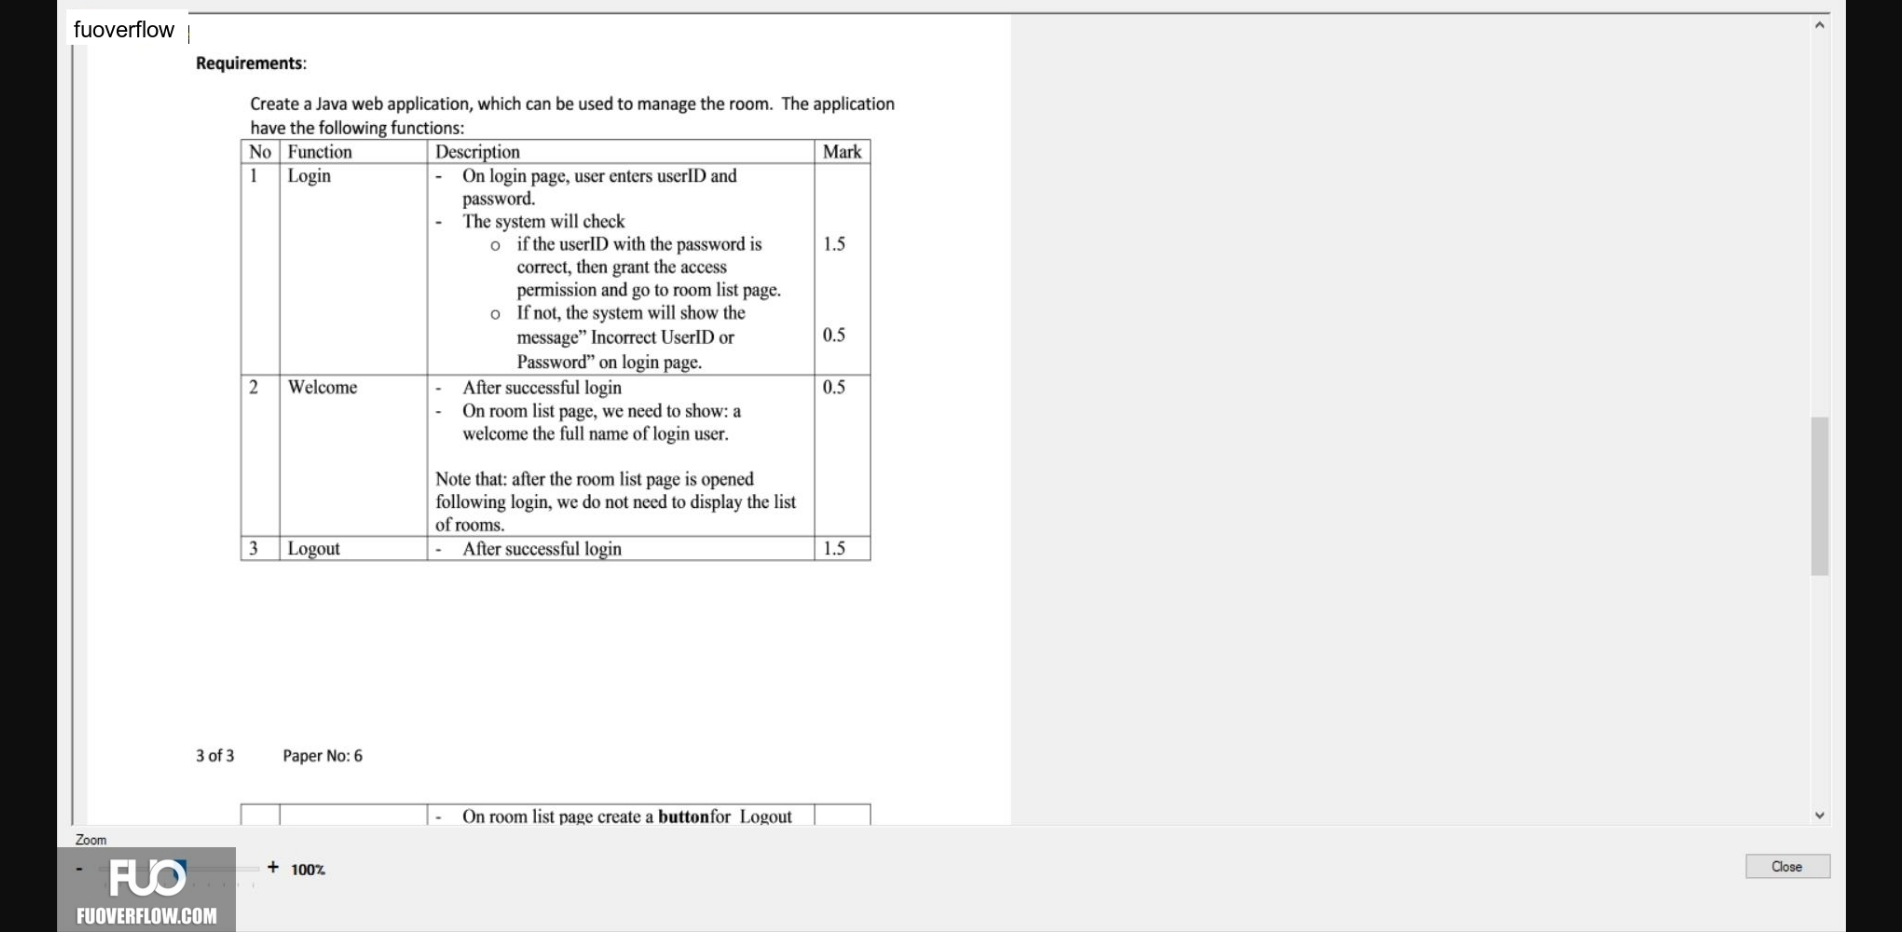 fuoverflow
Requirements:
Create a Java web application, which can be used to manage the room. The application
have the following functions:
No Function Description Mark
1 Login - On login page, user enters userID and
password.
- The system will check
o if the userID with the password is 1.5
correct, then grant the access
permission and go to room list page.
o If not, the system will show the
message” Incorrect UserID or 0.5
Password” on login page.
2 Welcome - After successful login 0.5
- On room list page, we need to show: a
welcome the full name of login user.
Note that: after the room list page is opened
following login, we do not need to display the list
of rooms.
3 Logout - After successful login 1.5
3 of 3 Paper No: 6
- On room list page create a buttonfor Logout
Zoom
- + 100%
Close
FUO
FUOVERFLOW.COM